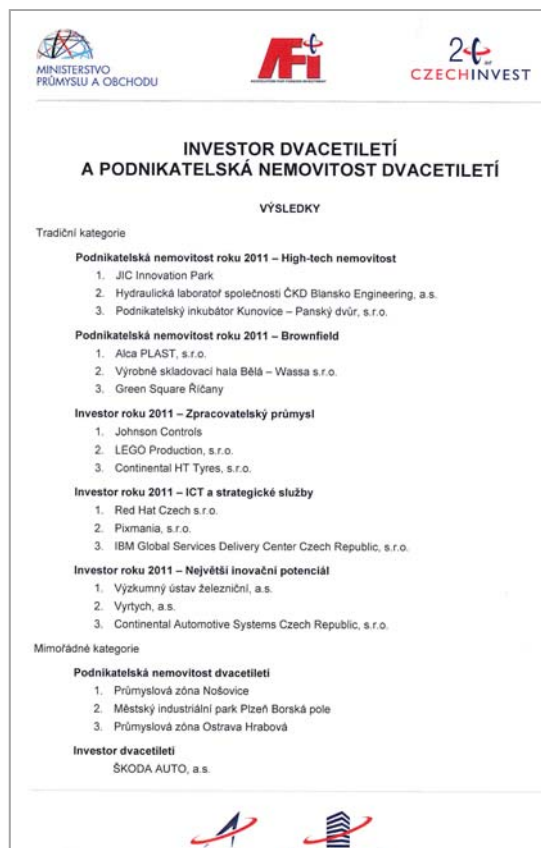 MINISTERSTVO
PRŮMYSLU A OBCHODU
AFI
CZECHINVEST
INVESTOR DVACETILETÍ
A PODNIKATELSKÁ NEMOVITOST DVACETILETÍ
VÝSLEDKY
Tradiční kategorie
Podnikatelská nemovitost roku 2011 – High-tech nemovitost
1. JIC Innovation Park
2. Hydraulická laboratoř společnosti ČKD Blansko Engineering, a.s.
3. Podnikatelský inkubátor Kunovice – Panský dvůr, s.r.o.
Podnikatelská nemovitost roku 2011 – Brownfield
1. Alca PLAST, s.r.o.
2. Výrobně skladovací hala Bělá – Wassa s.r.o.
3. Green Square Říčany
Investor roku 2011 – Zpracovatelský průmysl
1. Johnson Controls
2. LEGO Production, s.r.o.
3. Continental HT Tyres, s.r.o.
Investor roku 2011 – ICT a strategické služby
1. Red Hat Czech s.r.o.
2. Pixmania, s.r.o.
3. IBM Global Services Delivery Center Czech Republic, s.r.o.
Investor roku 2011 – Největší inovační potenciál
1. Výzkumný ústav železniční, a.s.
2. Vyrtych, a.s.
3. Continental Automotive Systems Czech Republic, s.r.o.
Mimořádné kategorie
Podnikatelská nemovitost dvacetiletí
1. Průmyslová zóna Nošovice
2. Městský industriální park Plzeň Borská pole
3. Průmyslová zóna Ostrava Hrabová
Investor dvacetiletí
ŠKODA AUTO, a.s.